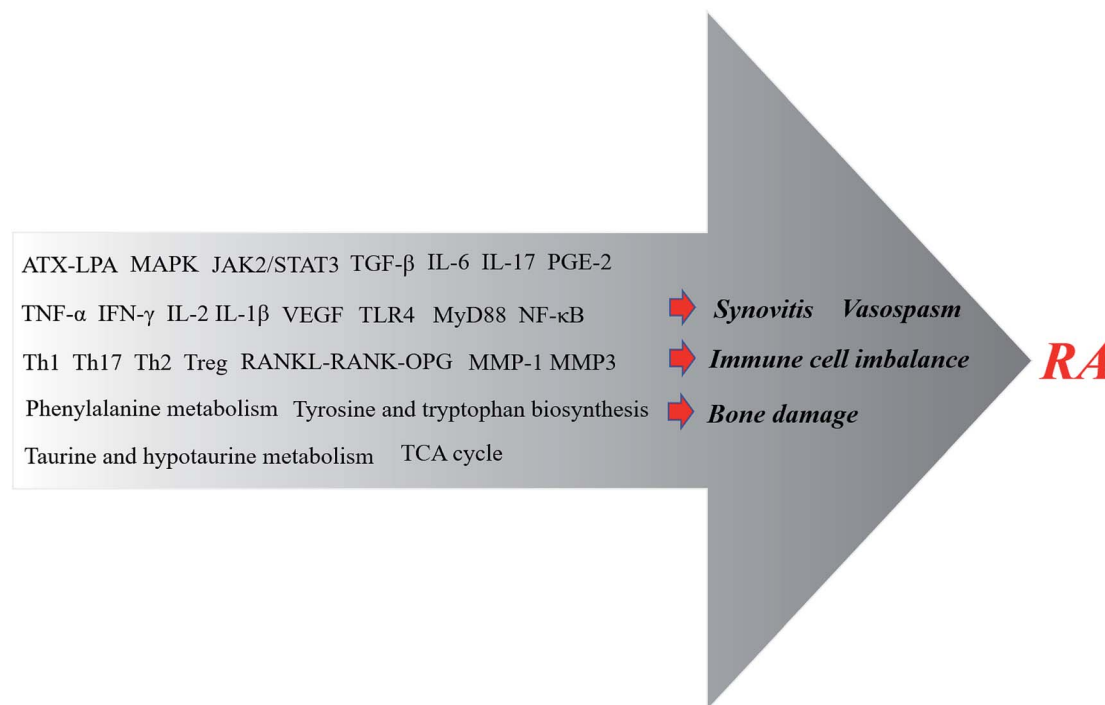 ATX-LPA MAPK JAK2/STAT3 TGF-β IL-6 IL-17 PGE-2
TNF-α IFN-γ IL-2 IL-1β VEGF TLR4 MyD88 NF-κB
Synovitis Vasospasm
Th1 Th17 Th2 Treg RANKL-RANK-OPG MMP-1 MMP3
Immune cell imbalance
RA
Phenylalanine metabolism Tyrosine and tryptophan biosynthesis
Bone damage
Taurine and hypotaurine metabolism TCA cycle